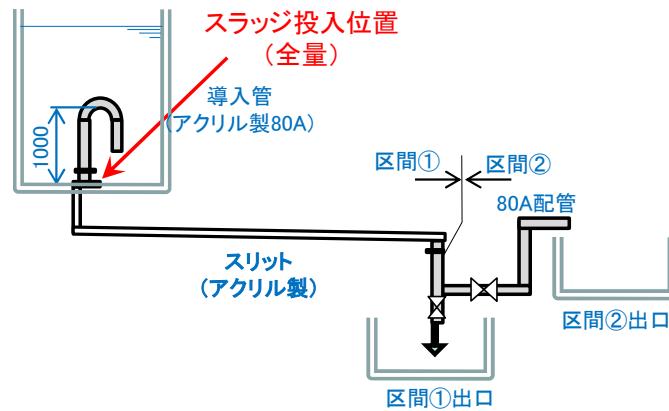 スラッジ投入位置
（全量）
導入管
（アクリル製80A）
1000
区間① 区間②
80A配管
スリット
（アクリル製）
区間②出口
区間①出口